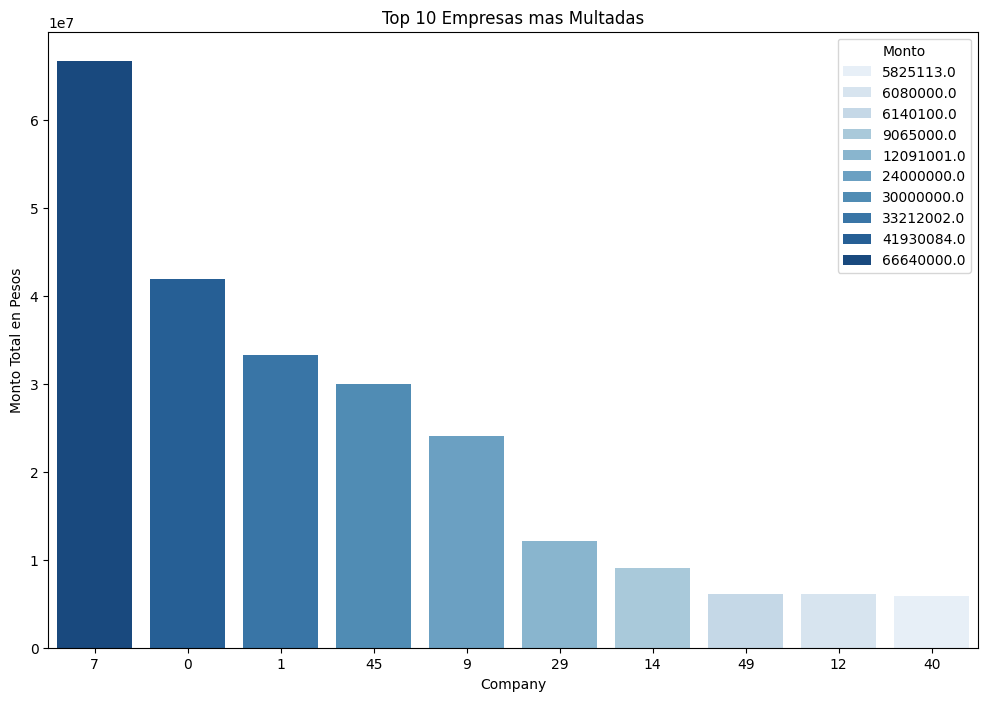 Top 10 Empresas mas Multadas
1e7
Monto Total en Pesos
6
5
4
3
2
1
0
Monto
5825113.0
6080000.0
6140100.0
9065000.0
12091001.0
24000000.0
30000000.0
33212002.0
41930084.0
66640000.0
7 0 1 45 9 29 14 49 12 40
Company